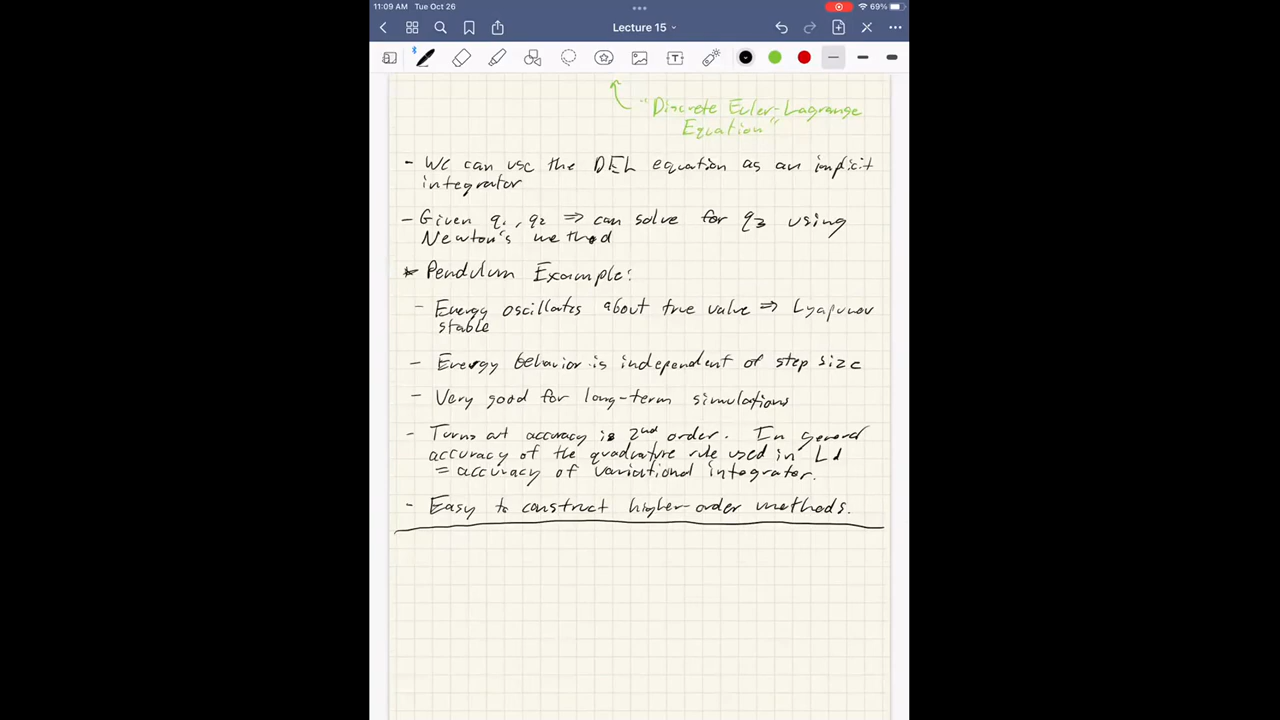 11:09 AM Tue Oct 26
69%
Lecture 15
"Discrete Euler-Lagrange
Equation"
- We can use the DEL equation as an implicit
integrator
- Given q1, q2 ⇒ can solve for q3 using
Newton's method
* Pendulum Example:
- Energy oscillates about true value ⇒ Lyapunov
stable
- Energy behavior is independent of step size
- Very good for long-term simulations
- Turns out accuracy is 2nd order. In general
accuracy of the quadrature rule used in Ld
= accuracy of variational integrator.
- Easy to construct higher-order methods.